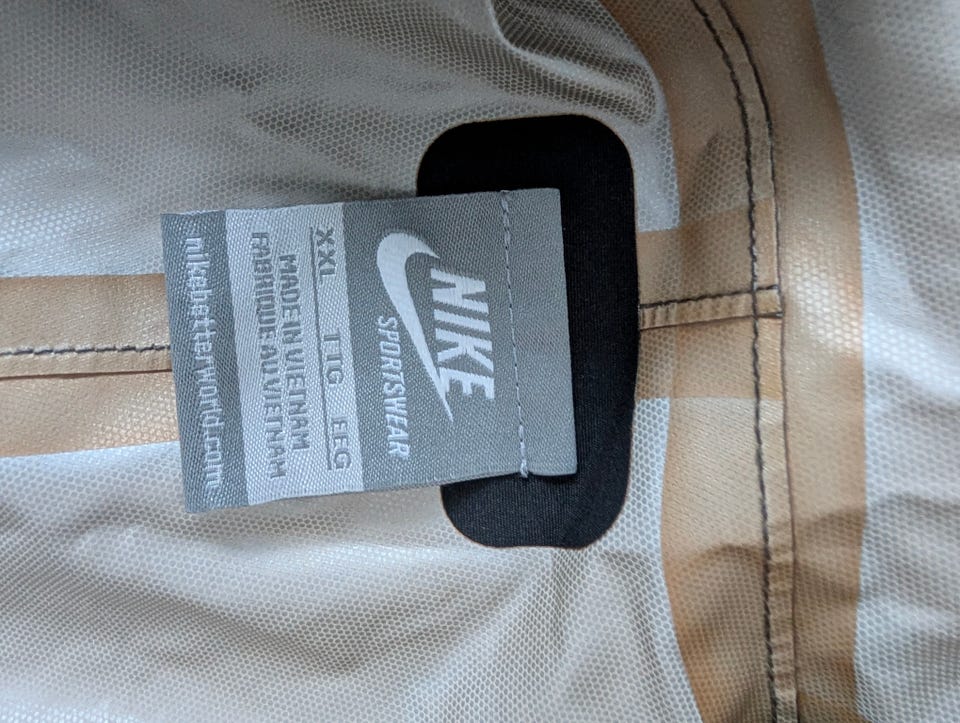 NIKE
SPORTSWEAR
XXL TTG EEG
MADE IN VIETNAM
FABRIQUE AU VIETNAM
nikebetterworld.com